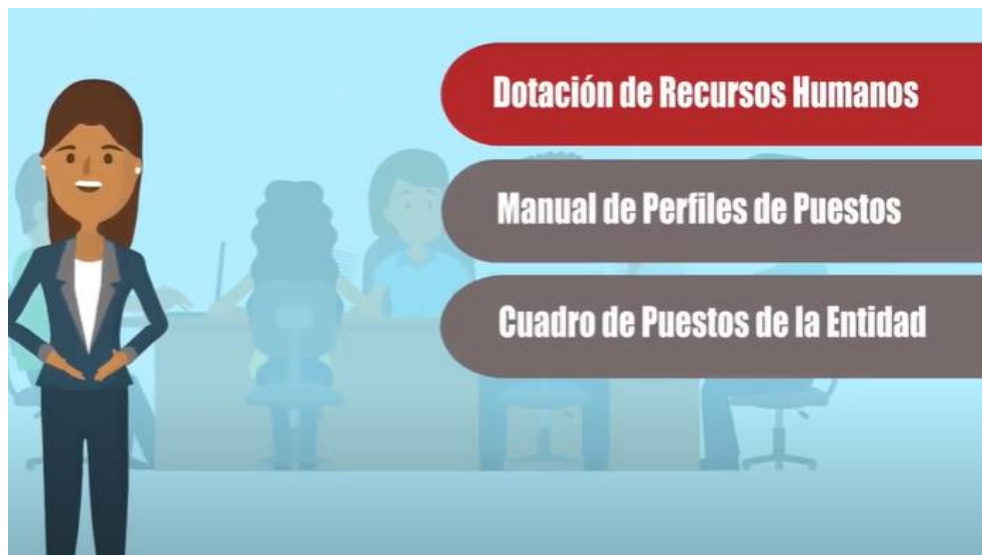 Dotación de Recursos Humanos
Manual de Perfiles de Puestos
Cuadro de Puestos de la Entidad